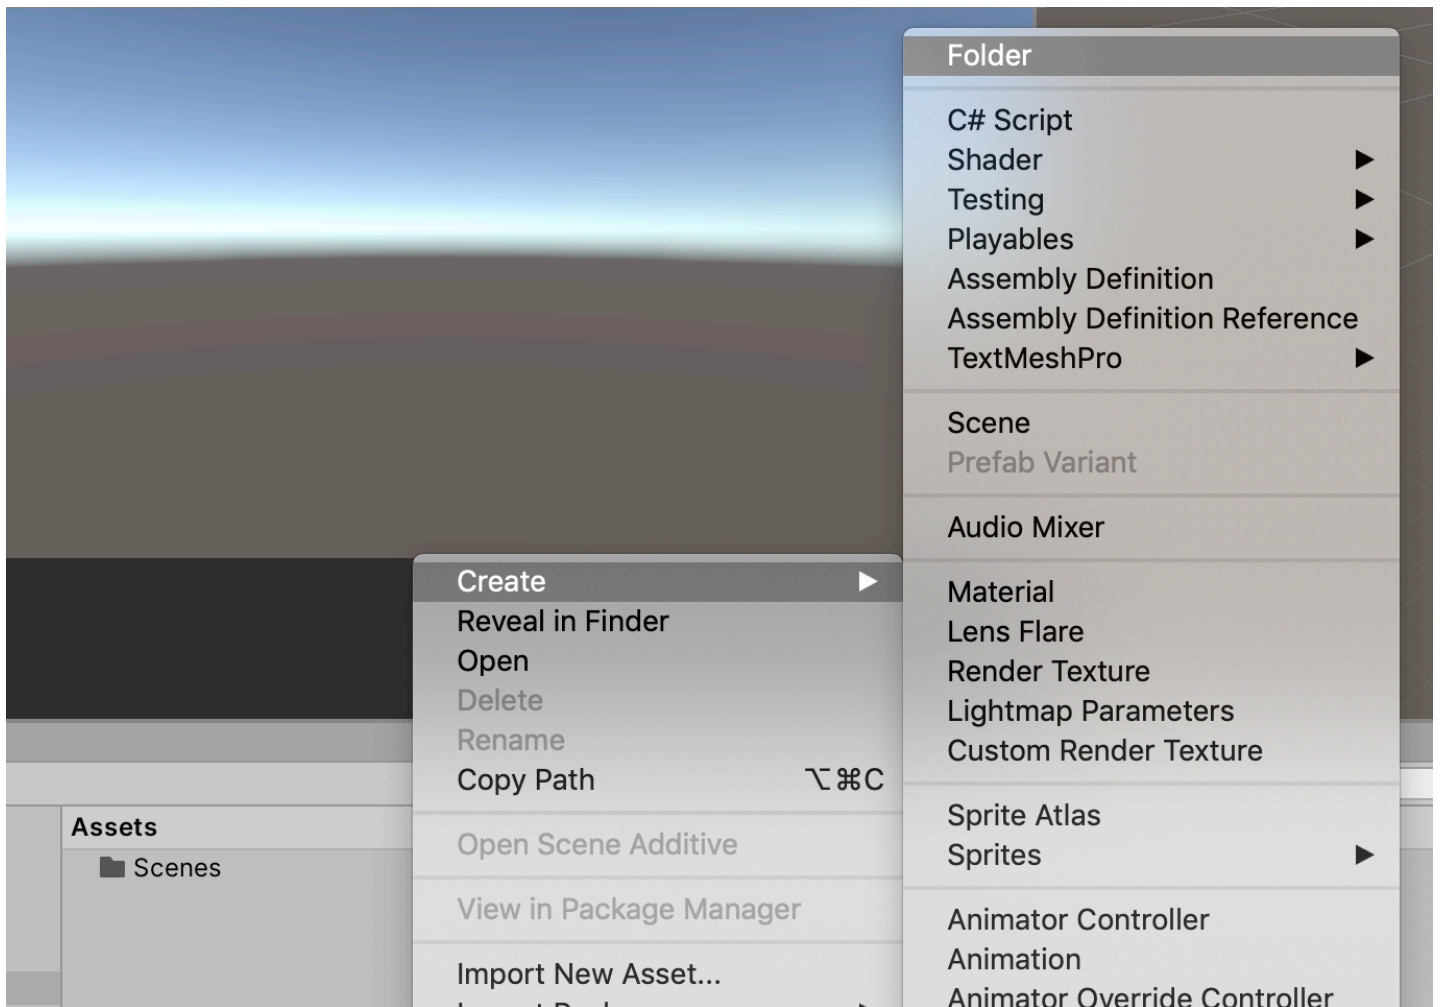 Folder
C# Script
Shader
Testing
Playables
Assembly Definition
Assembly Definition Reference
TextMeshPro
Scene
Prefab Variant
Audio Mixer
Material
Lens Flare
Render Texture
Lightmap Parameters
Custom Render Texture
Sprite Atlas
Sprites
Animator Controller
Animation
Animator Override Controller
Create
Reveal in Finder
Open
Delete
Rename
Copy Path ⌥⌘C
Open Scene Additive
View in Package Manager
Import New Asset...
Assets
Scenes